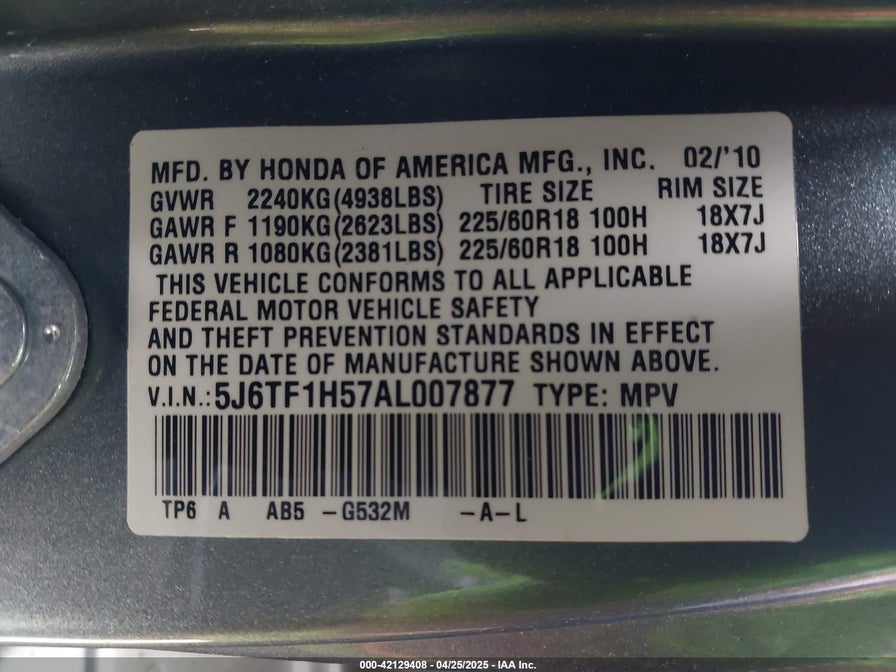 MFD. BY HONDA OF AMERICA MFG., INC. 02/'10
GVWR 2240KG(4938LBS) TIRE SIZE RIM SIZE
GAWR F 1190KG(2623LBS) 225/60R18 100H 18X7J
GAWR R 1080KG(2381LBS) 225/60R18 100H 18X7J
THIS VEHICLE CONFORMS TO ALL APPLICABLE
FEDERAL MOTOR VEHICLE SAFETY
AND THEFT PREVENTION STANDARDS IN EFFECT
ON THE DATE OF MANUFACTURE SHOWN ABOVE.
V.I.N.:5J6TF1H57AL007877 TYPE: MPV
TP6 A AB5 -G532M -A-L
000-42129408 - 04/25/2025 - IAA Inc.